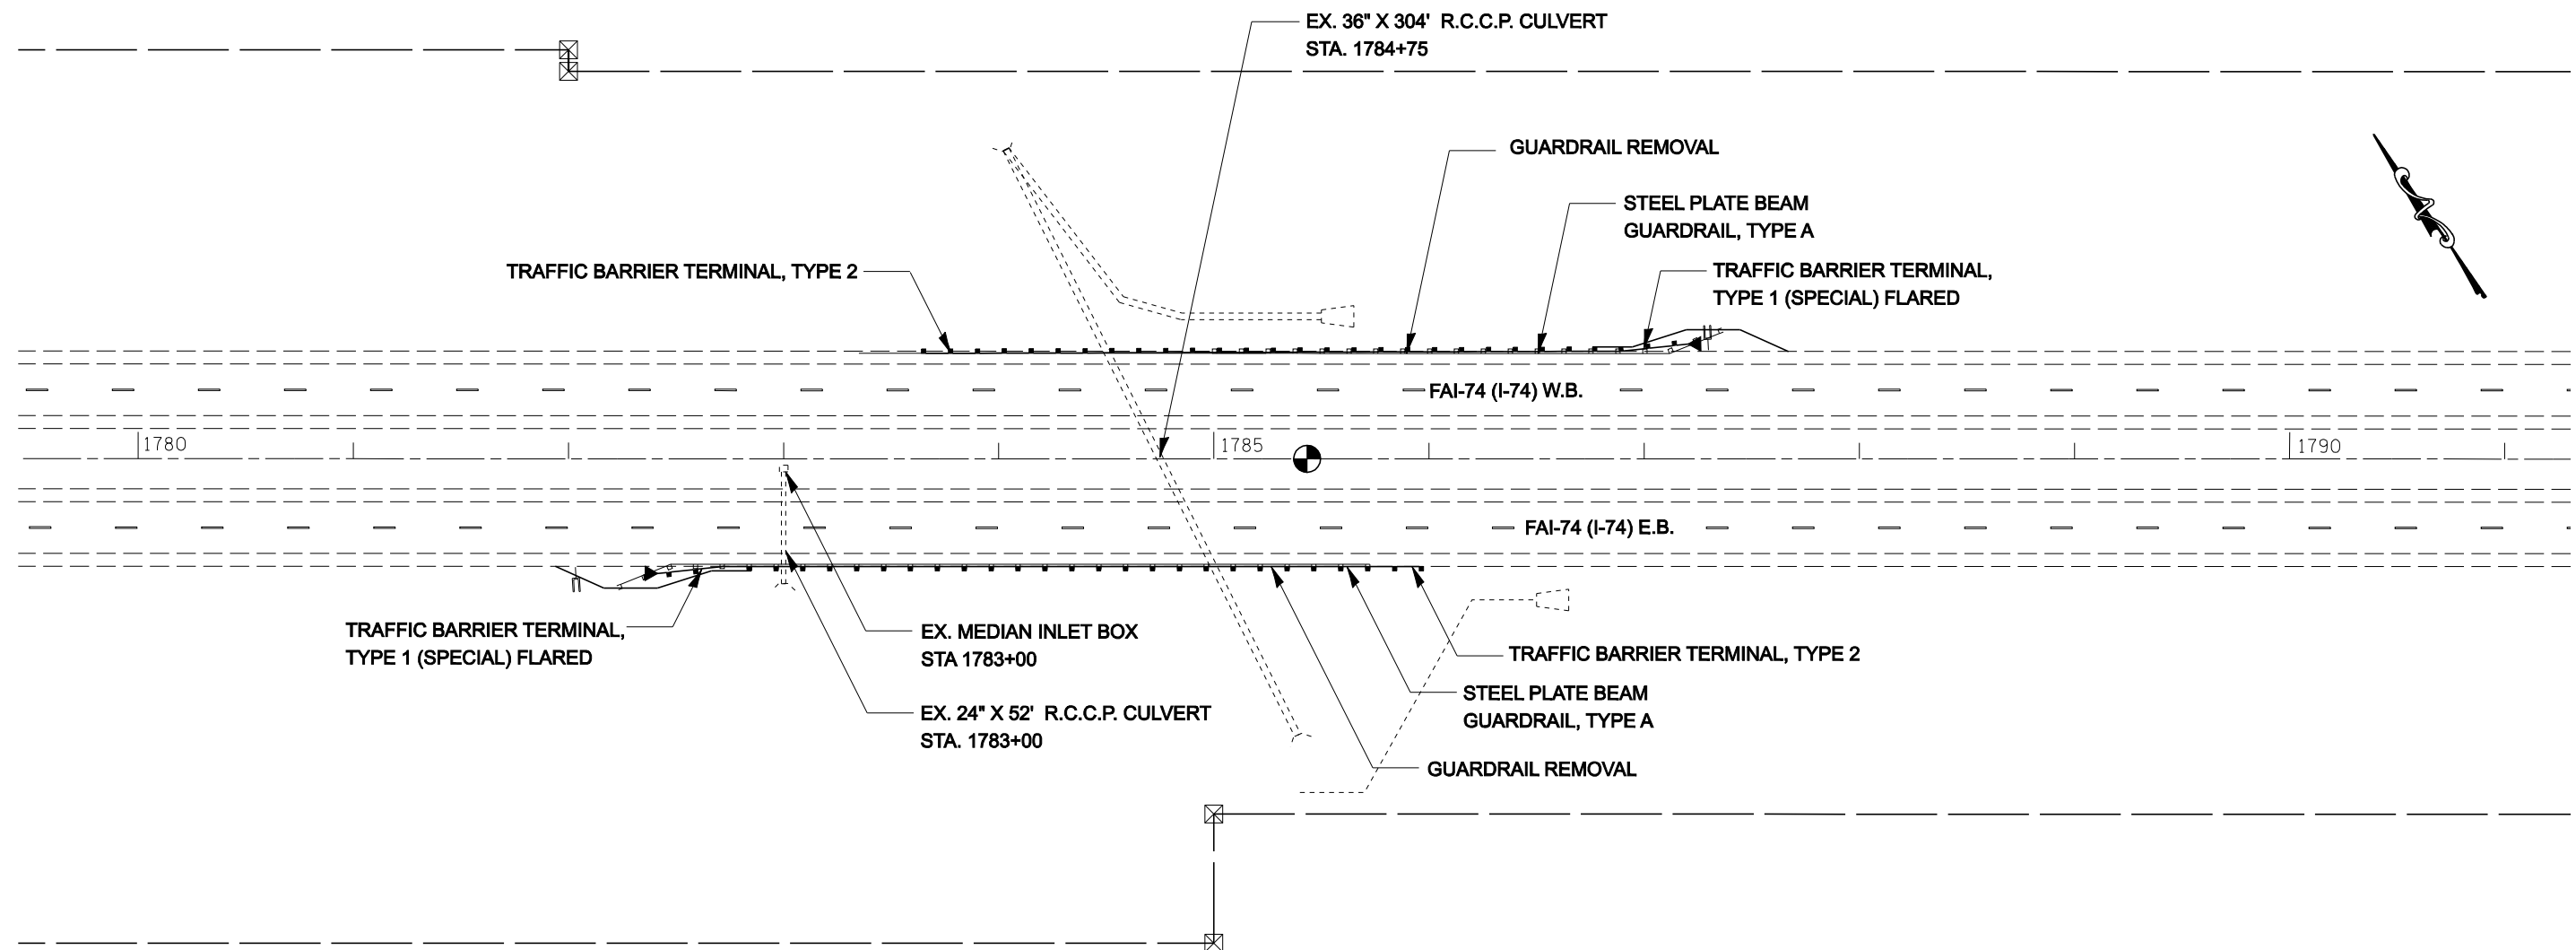 EX. 36" X 304' R.C.C.P. CULVERT
STA. 1784+75
GUARDRAIL REMOVAL
STEEL PLATE BEAM
GUARDRAIL, TYPE A
TRAFFIC BARRIER TERMINAL, TYPE 2
TRAFFIC BARRIER TERMINAL,
TYPE 1 (SPECIAL) FLARED
FAI-74 (I-74) W.B.
1780
1785
1790
FAI-74 (I-74) E.B.
TRAFFIC BARRIER TERMINAL,
TYPE 1 (SPECIAL) FLARED
EX. MEDIAN INLET BOX
STA 1783+00
TRAFFIC BARRIER TERMINAL, TYPE 2
STEEL PLATE BEAM
GUARDRAIL, TYPE A
EX. 24" X 52' R.C.C.P. CULVERT
STA. 1783+00
GUARDRAIL REMOVAL